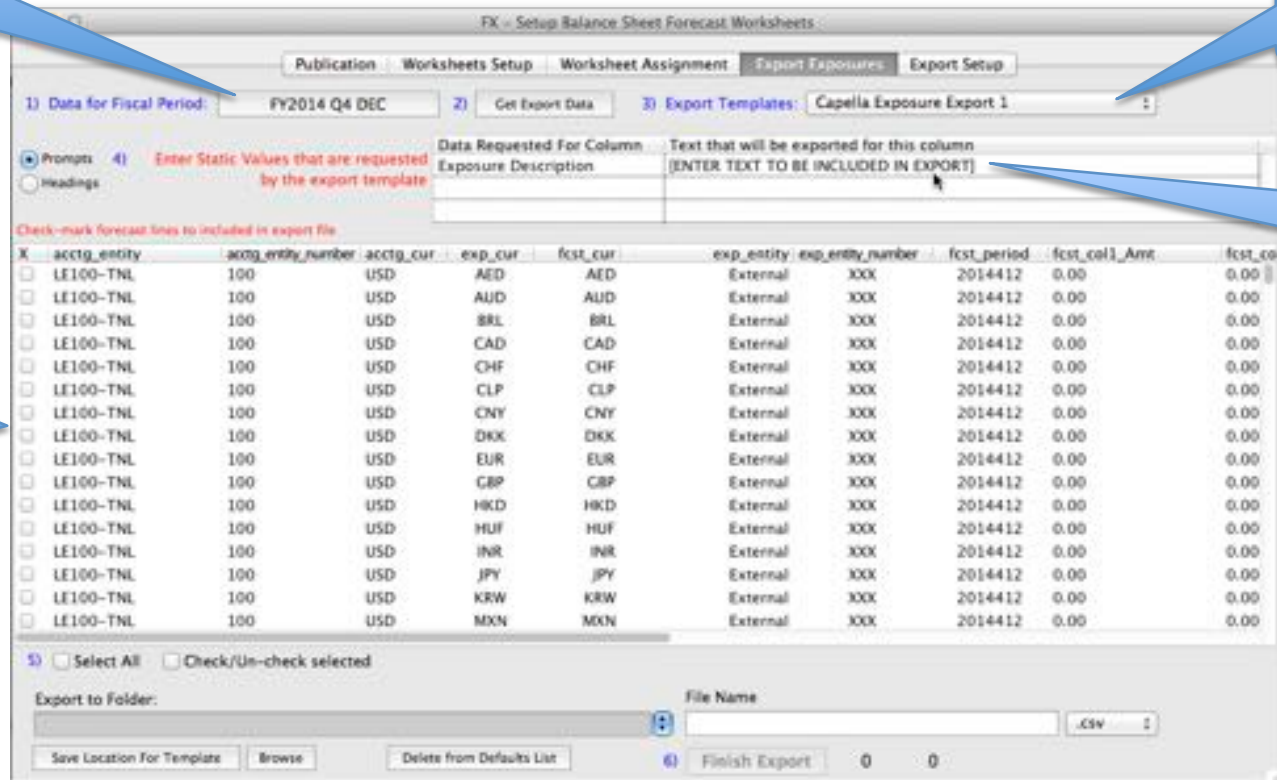 FX - Setup Balance Sheet Forecast Worksheets
Publication Worksheets Setup Worksheet Assignment Export Exposures Export Setup
1) Data for Fiscal Period: FY2014 Q4 DEC 2) Get Export Data 3) Export Templates: Capella Exposure Export 1
Data Requested For Column Text that will be exported for this column
Prompts 4) Enter Static Values that are requested Exposure Description [ENTER TEXT TO BE INCLUDED IN EXPORT]
Headings by the export template
Check-mark forecast lines to included in export file
X acctg_entity acctg_entity_number acctg_cur exp_cur fcst_cur exp_entity exp_entity_number fcst_period fcst_col1_Amt fcst_co
LE100-TNL 100 USD AED AED External XXX 2014412 0.00 0.00
LE100-TNL 100 USD AUD AUD External XXX 2014412 0.00 0.00
LE100-TNL 100 USD BRL BRL External XXX 2014412 0.00 0.00
LE100-TNL 100 USD CAD CAD External XXX 2014412 0.00 0.00
LE100-TNL 100 USD CHF CHF External XXX 2014412 0.00 0.00
LE100-TNL 100 USD CLP CLP External XXX 2014412 0.00 0.00
LE100-TNL 100 USD CNY CNY External XXX 2014412 0.00 0.00
LE100-TNL 100 USD DKK DKK External XXX 2014412 0.00 0.00
LE100-TNL 100 USD EUR EUR External XXX 2014412 0.00 0.00
LE100-TNL 100 USD GBP GBP External XXX 2014412 0.00 0.00
LE100-TNL 100 USD HKD HKD External XXX 2014412 0.00 0.00
LE100-TNL 100 USD HUF HUF External XXX 2014412 0.00 0.00
LE100-TNL 100 USD INR INR External XXX 2014412 0.00 0.00
LE100-TNL 100 USD JPY JPY External XXX 2014412 0.00 0.00
LE100-TNL 100 USD KRW KRW External XXX 2014412 0.00 0.00
LE100-TNL 100 USD MXN MXN External XXX 2014412 0.00 0.00
5) Select All Check/Un-check selected
Export to Folder: File Name
.csv
Save Location For Template Browse Delete from Defaults List 6) Finish Export 0 0